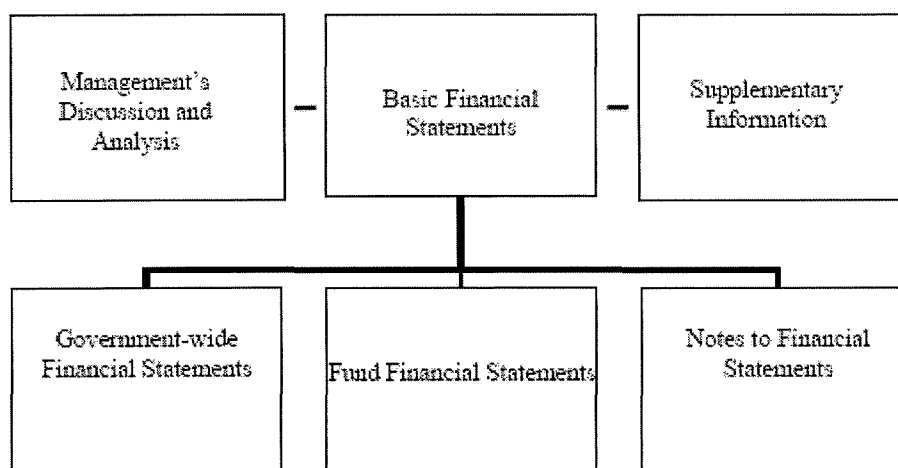 Management's
Discussion and
Analysis
Basic Financial
Statements
Supplementary
Information
Government-wide
Financial Statements
Fund Financial Statements
Notes to Financial
Statements